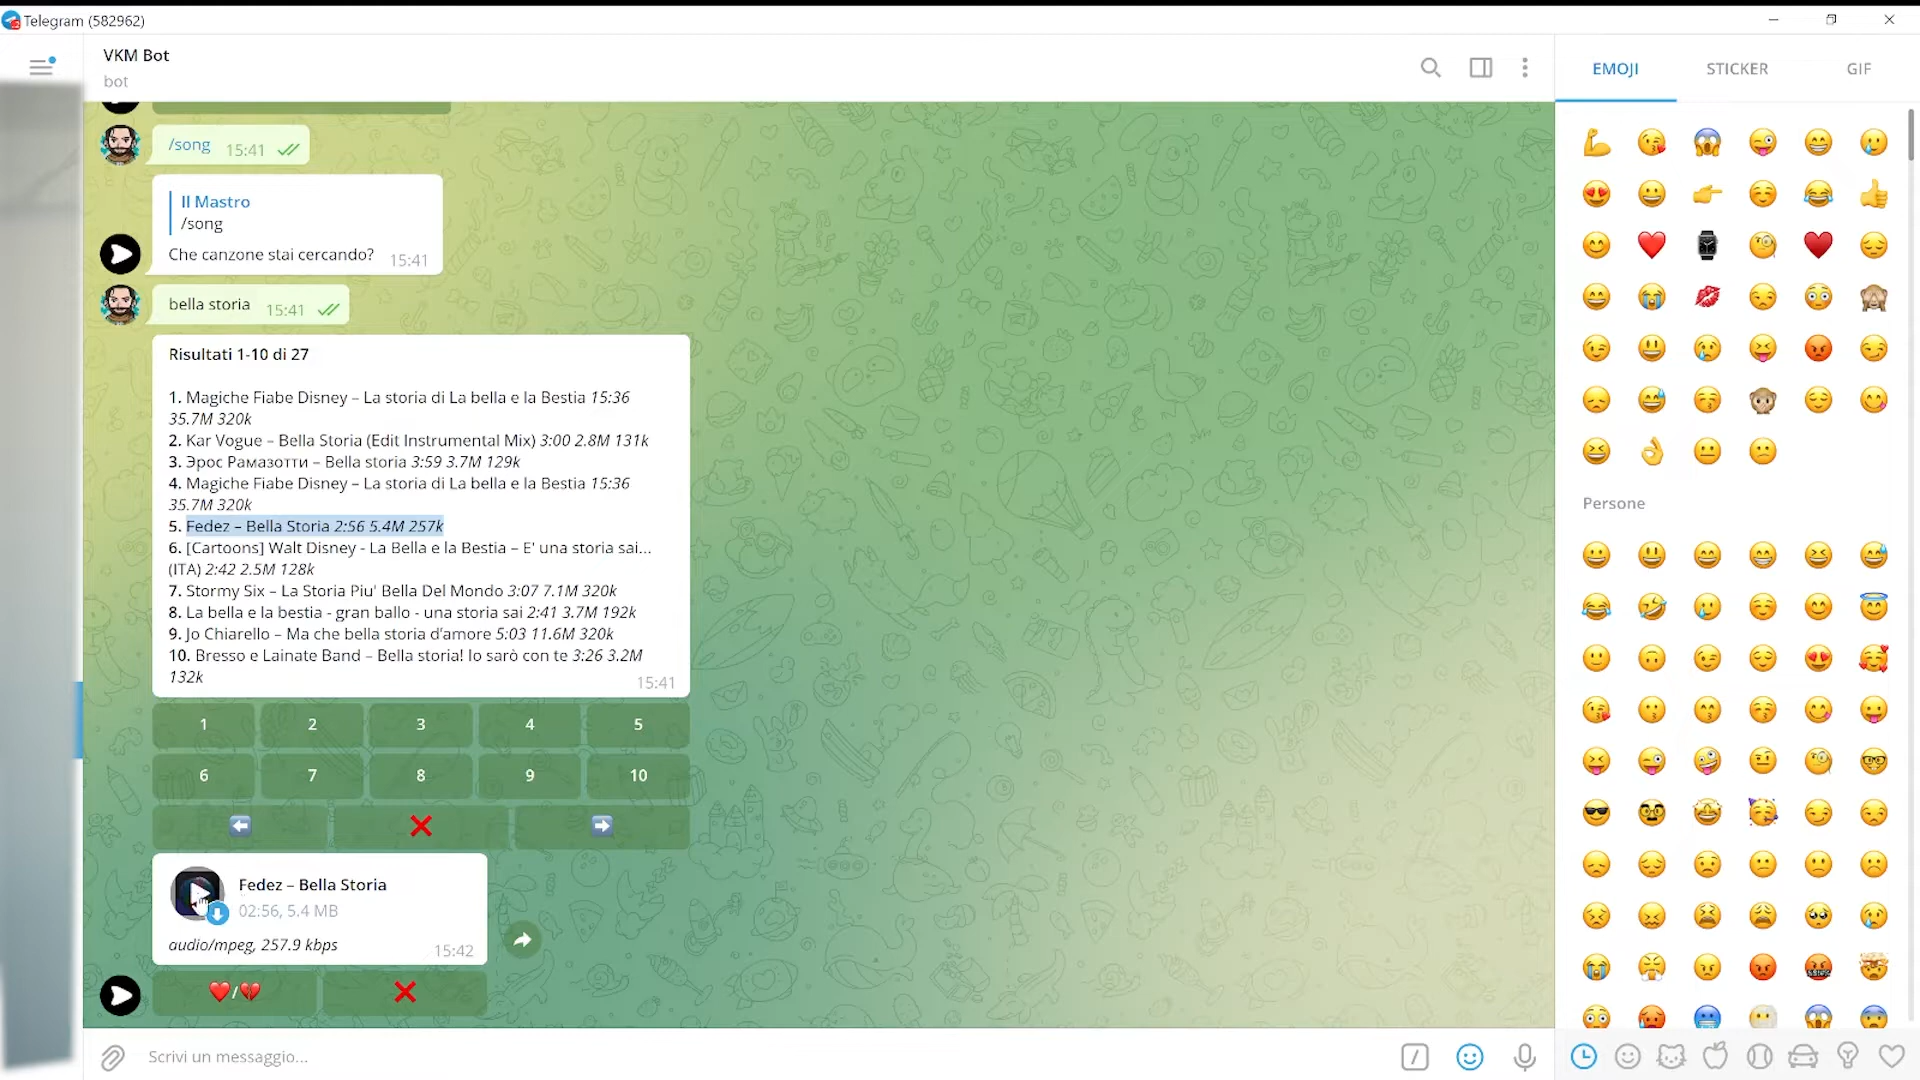 Telegram (582962)
VKM Bot
bot
/song 15:41
Il Mastro
/song
Che canzone stai cercando? 15:41
bella storia 15:41
Risultati 1-10 di 27
1. Magiche Fiabe Disney – La storia di La bella e la Bestia 15:36
35.7M 320k
2. Kar Vogue – Bella Storia (Edit Instrumental Mix) 3:00 2.8M 131k
3. Эрос Рамазотти – Bella storia 3:59 3.7M 129k
4. Magiche Fiabe Disney – La storia di La bella e la Bestia 15:36
35.7M 320k
5. Fedez – Bella Storia 2:56 5.4M 257k
6. [Cartoons] Walt Disney - La Bella e la Bestia – E' una storia sai...
(ITA) 2:42 2.5M 128k
7. Stormy Six – La Storia Piu' Bella Del Mondo 3:07 7.1M 320k
8. La bella e la bestia - gran ballo - una storia sai 2:41 3.7M 192k
9. Jo Chiarello – Ma che bella storia d'amore 5:03 11.6M 320k
10. Bresso e Lainate Band – Bella storia! Io sarò con te 3:26 3.2M
132k
15:41
1 2 3 4 5
6 7 8 9 10
Fedez – Bella Storia
02:56, 5.4 MB
audio/mpeg, 257.9 kbps 15:42
Scrivi un messaggio...
EMOJI STICKER GIF
Persone